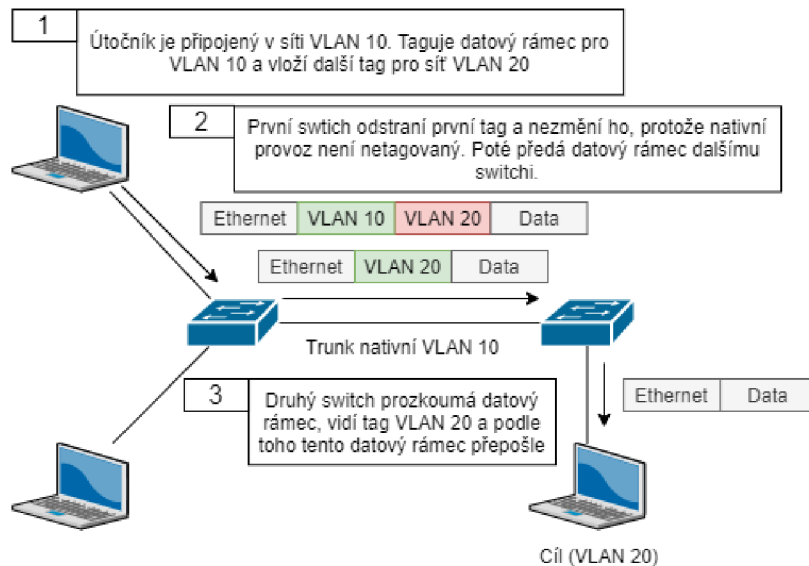 1
Útočník je připojený v síti VLAN 10. Taguje datový rámec pro
VLAN 10 a vloží další tag pro síť VLAN 20
2
První swtich odstraní první tag a nezmění ho, protože nativní
provoz není netagovaný. Poté předá datový rámec dalšímu
switchi.
Ethernet VLAN 10 VLAN 20 Data
Ethernet VLAN 20 Data
Trunk nativní VLAN 10
3
Druhý switch prozkoumá datový
rámec, vidí tag VLAN 20 a podle
toho tento datový rámec přepošle
Ethernet Data
Cíl (VLAN 20)